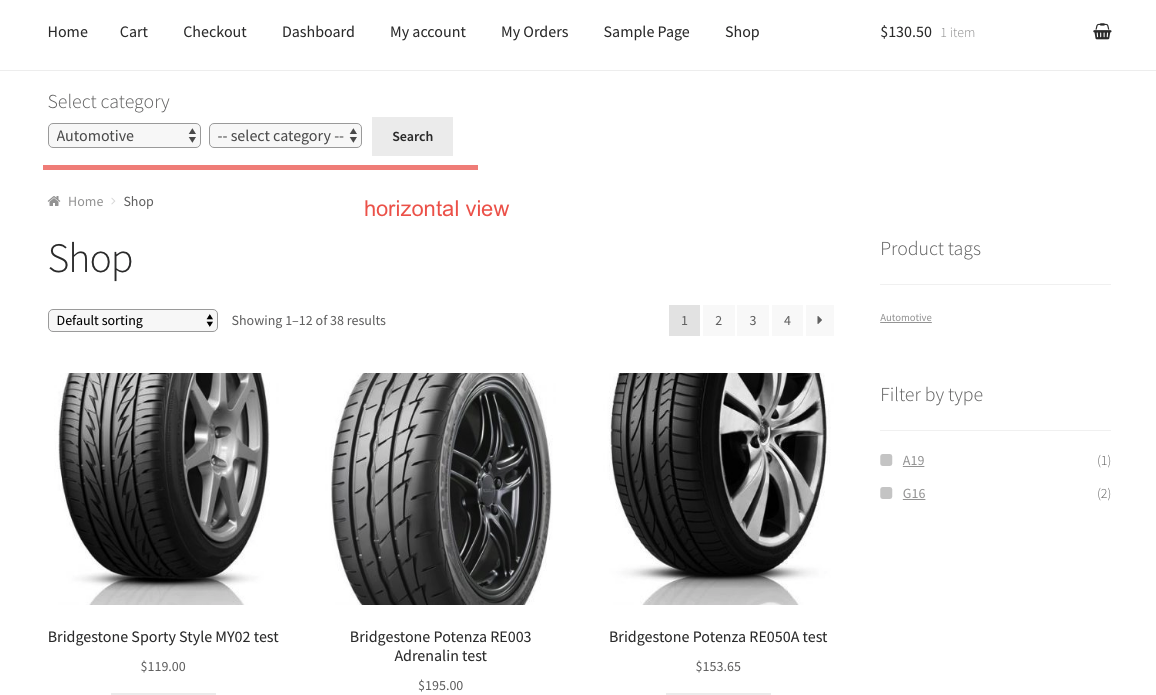 Home Cart Checkout Dashboard My account My Orders Sample Page Shop $130.50 1 item
Select category
Automotive -- select category -- Search
Home Shop
horizontal view
Shop
Default sorting Showing 1–12 of 38 results 1 2 3 4
Bridgestone Sporty Style MY02 test
$119.00
Bridgestone Potenza RE003
Adrenalin test
$195.00
Bridgestone Potenza RE050A test
$153.65
Product tags
Automotive
Filter by type
A19 (1)
G16 (2)